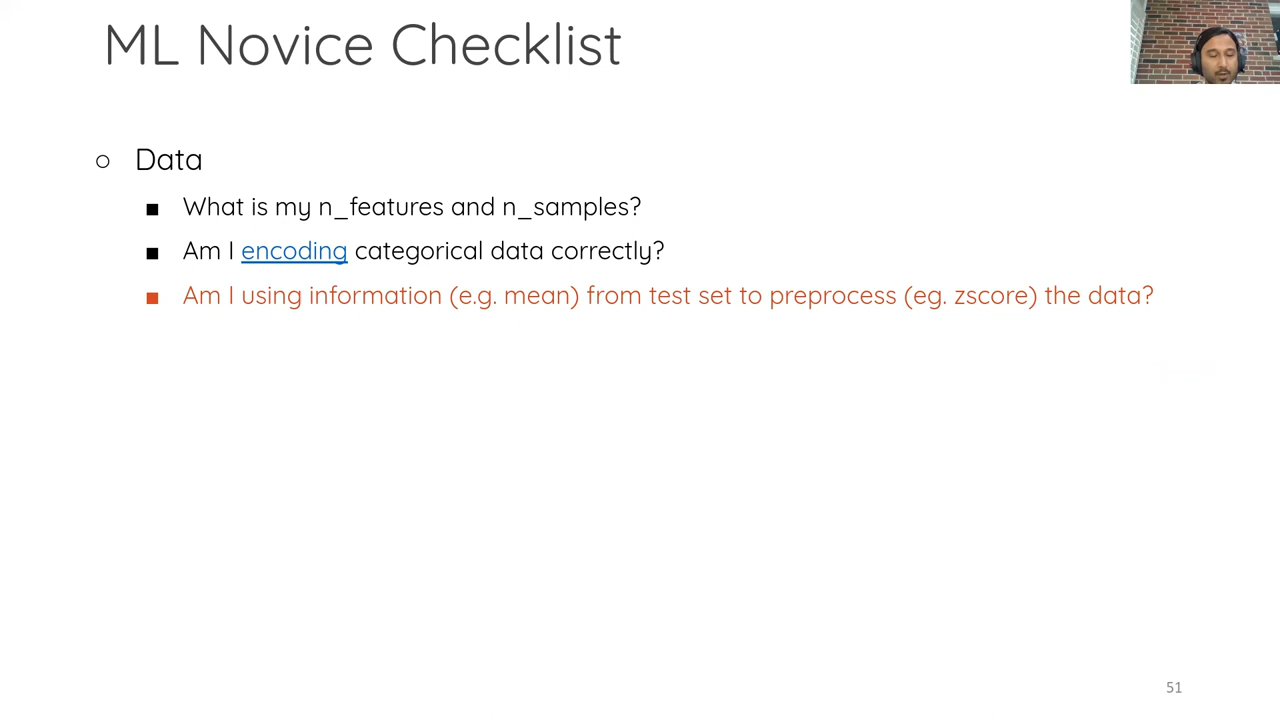 ML Novice Checklist
Data
What is my n_features and n_samples?
Am I encoding categorical data correctly?
Am I using information (e.g. mean) from test set to preprocess (eg. zscore) the data?
51